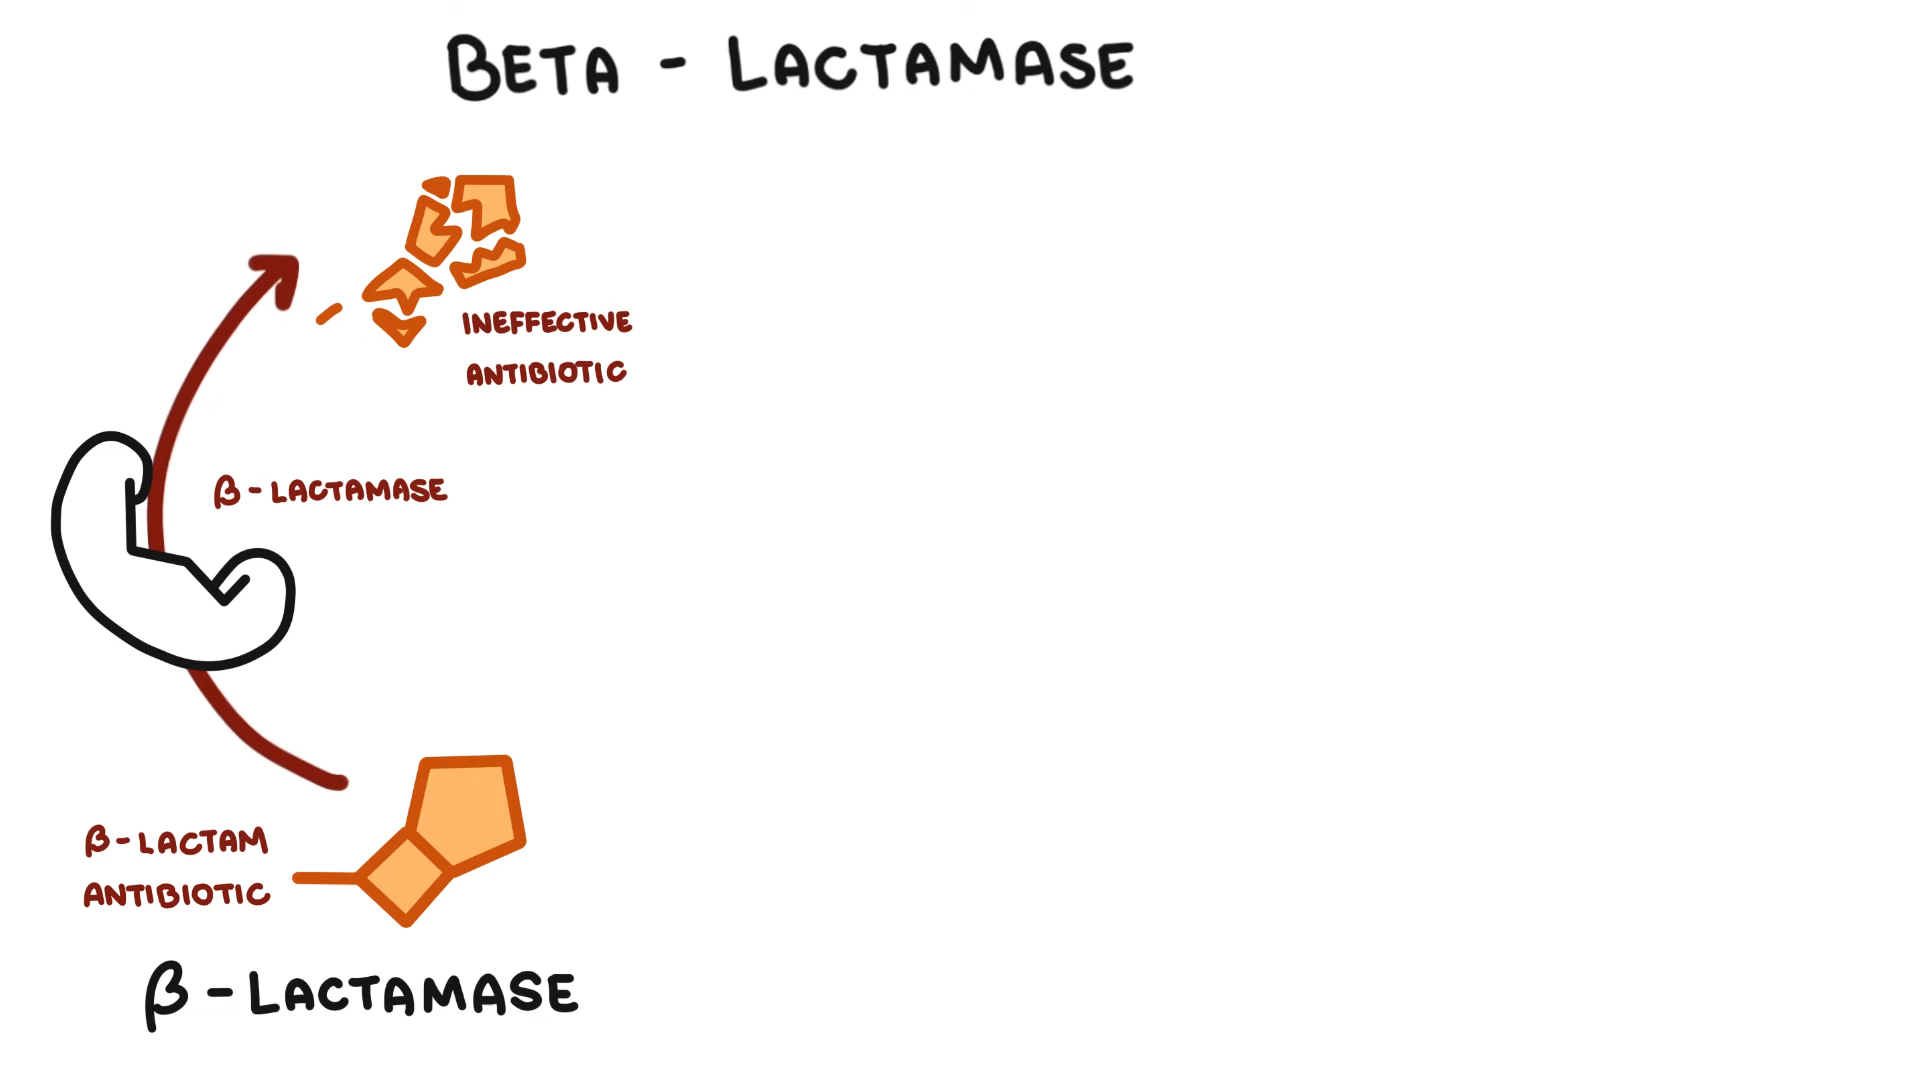 BETA - LACTAMASE
INEFFECTIVE
ANTIBIOTIC
β - LACTAMASE
β - LACTAM
ANTIBIOTIC
β - LACTAMASE